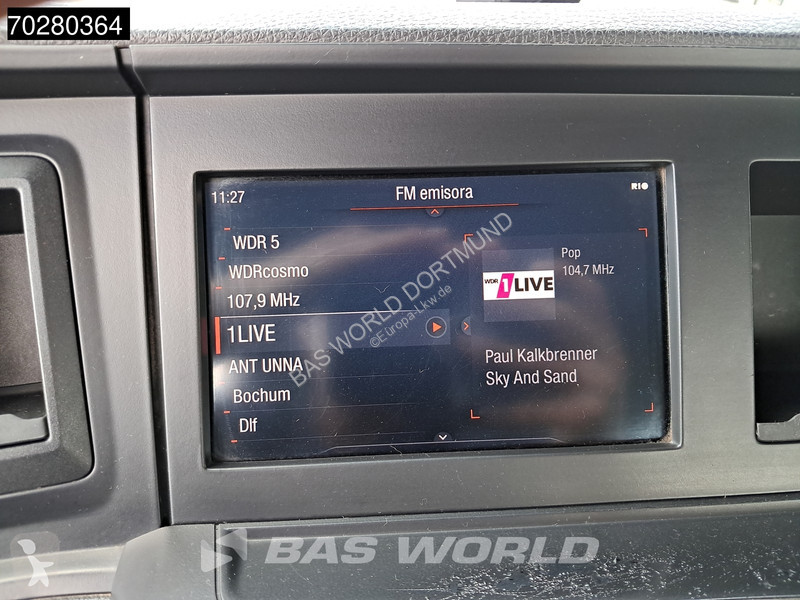 70280364
11:27
FM emisora
RIO
WDR 5
WDRcosmo
107,9 MHz
1LIVE
ANT UNNA
Bochum
Dlf
WDR 1LIVE
Pop
104,7 MHz
Paul Kalkbrenner
Sky And Sand
BAS WORLD DORTMUND
©Europa-Lkw.de
BAS WORLD